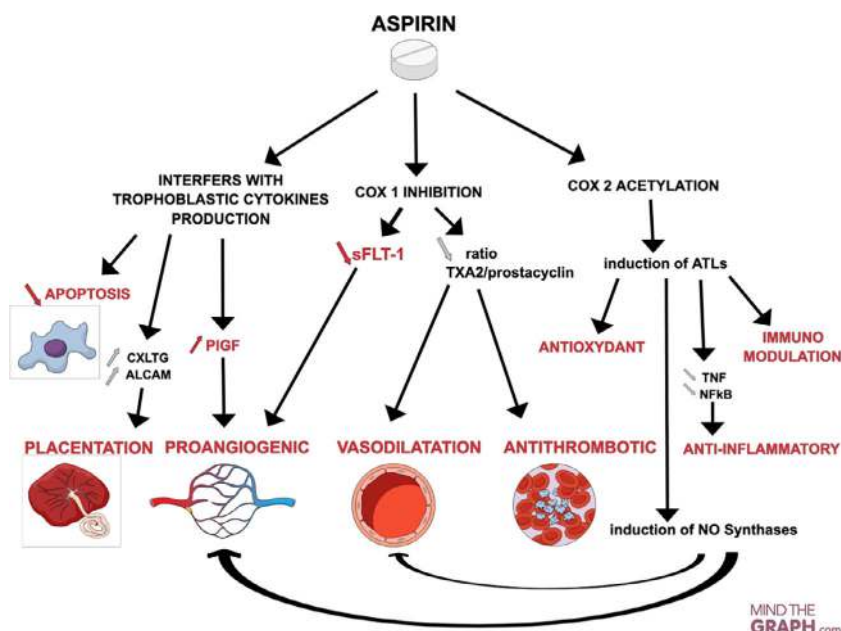 ASPIRIN
INTERFERS WITH
TROPHOBLASTIC CYTOKINES
PRODUCTION
COX 1 INHIBITION
COX 2 ACETYLATION
APOPTOSIS
CXLTG
ALCAM
PIGF
sFLT-1
ratio
TXA2/prostacyclin
induction of ATLs
ANTIOXYDANT
TNF
NFkB
IMMUNO
MODULATION
PLACENTATION
PROANGIOGENIC
VASODILATATION
ANTITHROMBOTIC
ANTI-INFLAMMATORY
induction of NO Synthases
MIND THE
GRAPH.com